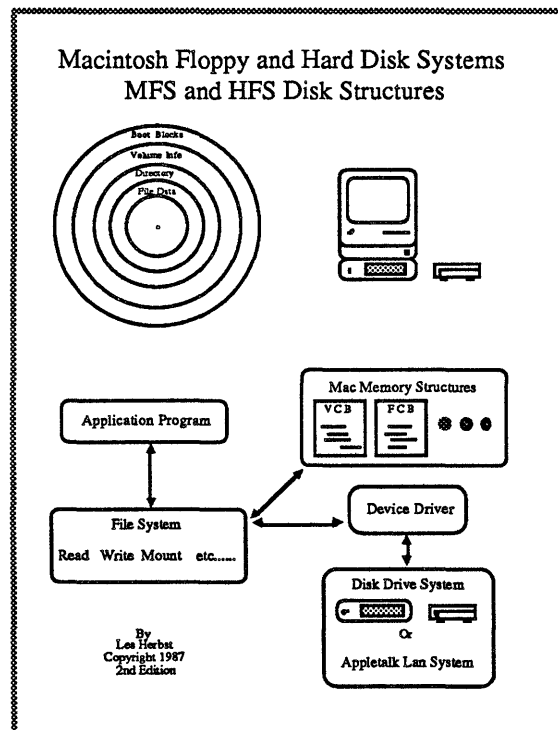 Macintosh Floppy and Hard Disk Systems
MFS and HFS Disk Structures
Boot Blocks
Volume Info
Directory
File Data
Mac Memory Structures
VCB FCB
Application Program
File System
Read Write Mount etc......
Device Driver
Disk Drive System
Or
Appletalk Lan System
By
Les Herbst
Copyright 1987
2nd Edition